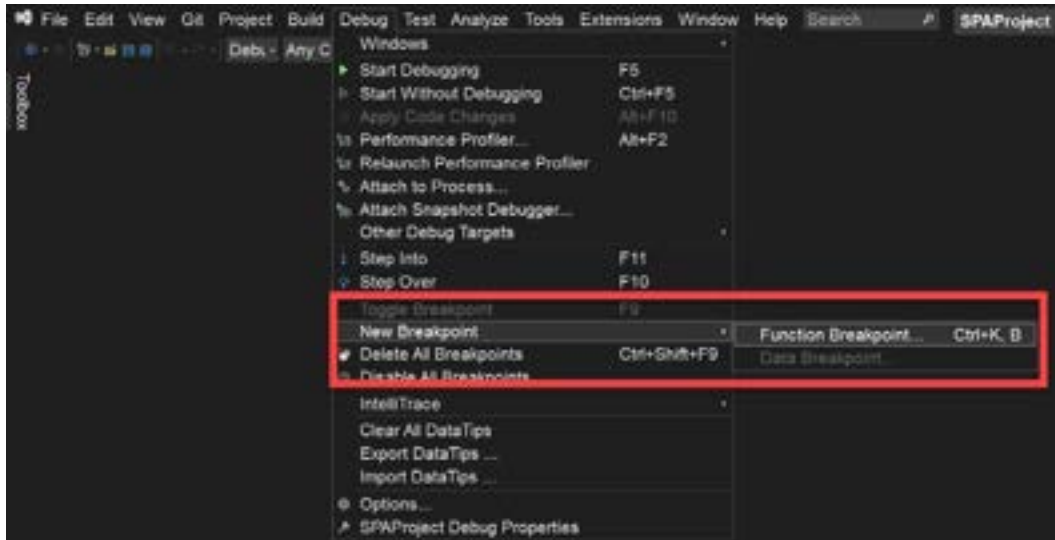 File Edit View Git Project Build Debug Test Analyze Tools Extensions Window Help Search SPAProject
Debu Any C
Toolbox
Windows
Start Debugging F5
Start Without Debugging Ctrl+F5
Apply Code Changes Alt+F10
Performance Profiler... Alt+F2
Relaunch Performance Profiler
Attach to Process...
Attach Snapshot Debugger...
Other Debug Targets
Step Into F11
Step Over F10
Toggle Breakpoint F9
New Breakpoint
Function Breakpoint... Ctrl+K, B
Delete All Breakpoints Ctrl+Shift+F9
Data Breakpoint...
Disable All Breakpoints
IntelliTrace
Clear All DataTips
Export DataTips ...
Import DataTips ...
Options...
SPAProject Debug Properties